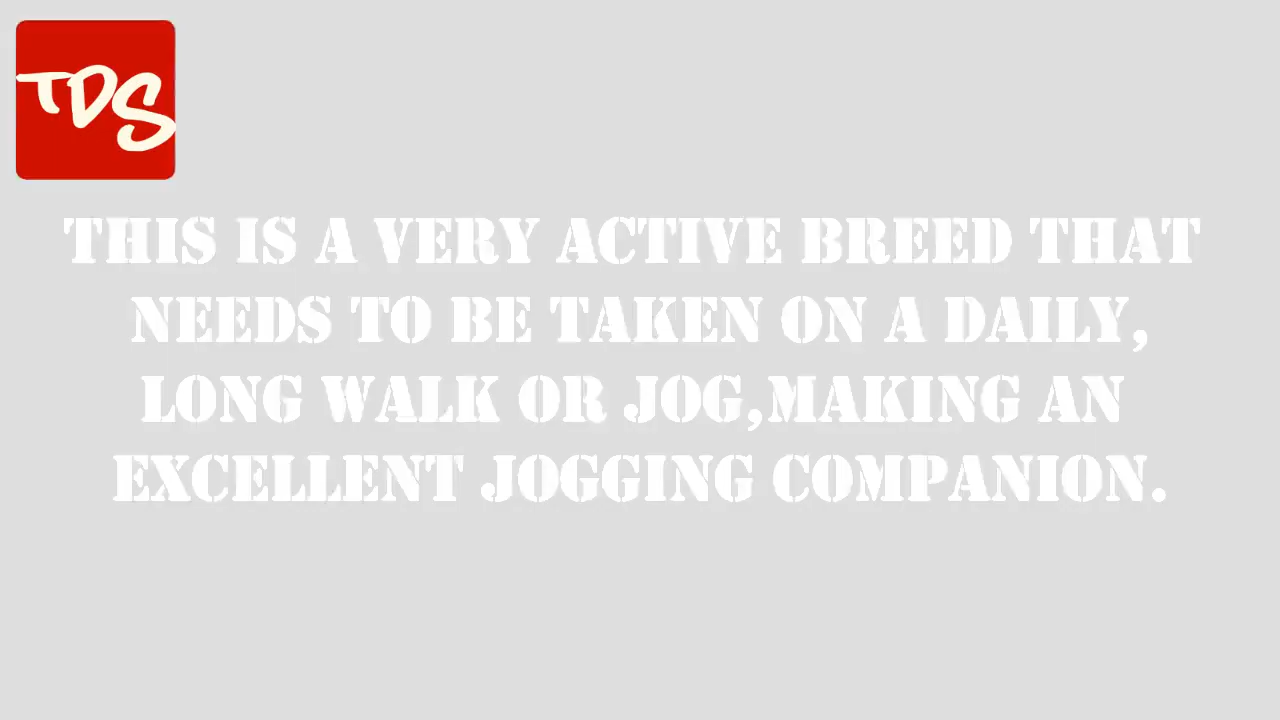 TDS
THIS IS A VERY ACTIVE BREED THAT
NEEDS TO BE TAKEN ON A DAILY,
LONG WALK OR JOG,MAKING AN
EXCELLENT JOGGING COMPANION.